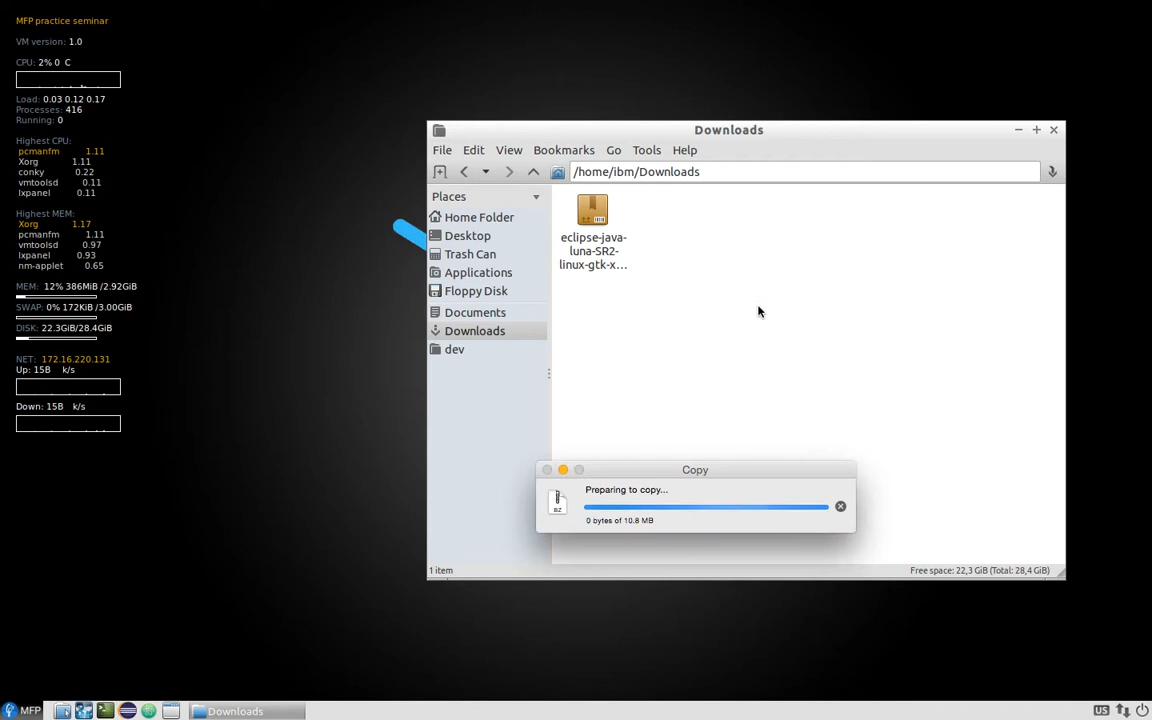 MFP practice seminar
VM version: 1.0
CPU: 2% 0 C
Load: 0.03 0.12 0.17
Processes: 416
Running: 0
Highest CPU:
pcmanfm 1.11
Xorg 1.11
conky 0.22
vmtoolsd 0.11
lxpanel 0.11
Highest MEM:
Xorg 1.17
pcmanfm 1.11
vmtoolsd 0.97
lxpanel 0.93
nm-applet 0.65
MEM: 12% 386MiB /2.92GiB
SWAP: 0% 172KiB /3.00GiB
DISK: 22.3GiB/28.4GiB
NET: 172.16.220.131
Up: 15B k/s
Down: 15B k/s
Downloads
File Edit View Bookmarks Go Tools Help
/home/ibm/Downloads
Places
Home Folder
Desktop
Trash Can
Applications
Floppy Disk
Documents
Downloads
dev
eclipse-java-
luna-SR2-
linux-gtk-x...
Copy
Preparing to copy...
BZ
0 bytes of 10.8 MB
1 item
Free space: 22,3 GiB (Total: 28,4 GiB)
MFP
Downloads
US